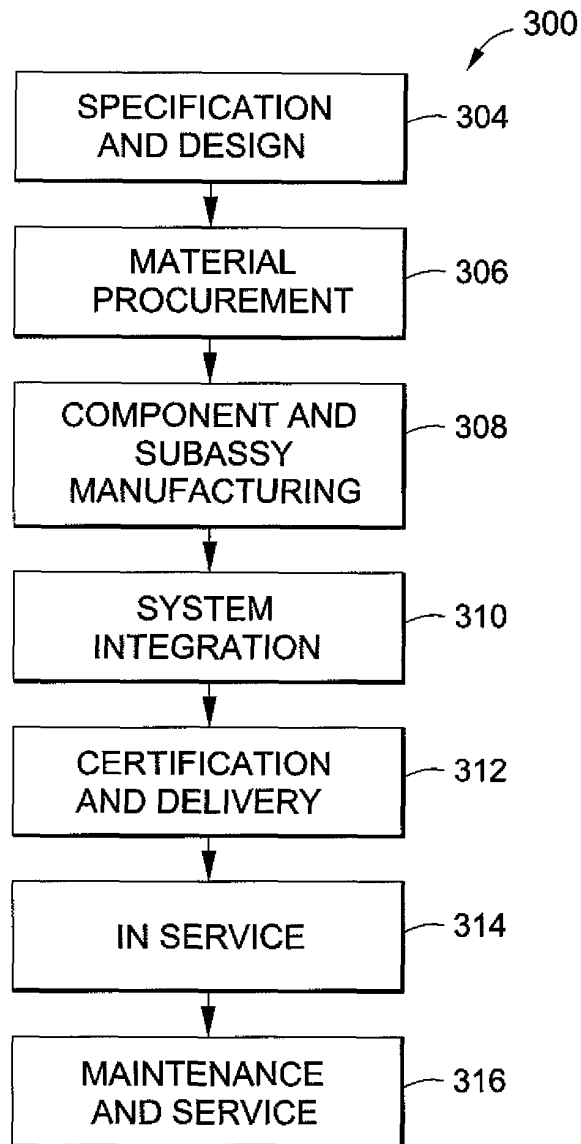 300
SPECIFICATION
AND DESIGN
304
MATERIAL
PROCUREMENT
306
COMPONENT AND
SUBASSY
MANUFACTURING
308
SYSTEM
INTEGRATION
310
CERTIFICATION
AND DELIVERY
312
IN SERVICE
314
MAINTENANCE
AND SERVICE
316